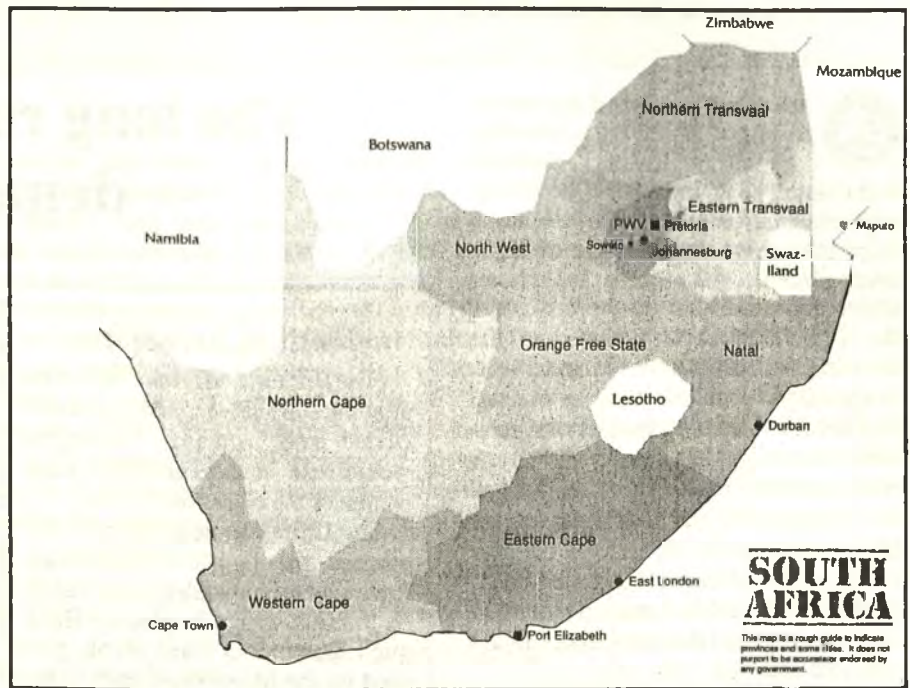 Zimbabwe
Mozambique
Northern Transvaal
Botswana
Eastern Transvaal
PWV
Pretoria
Maputo
Namibia
North West
Soweto
Johannesburg
Swaz-
iland
Orange Free State
Natal
Northern Cape
Lesotho
Durban
Eastern Cape
East London
Western Cape
Cape Town
Port Elizabeth
SOUTH
AFRICA
This map is a rough guide to indicate
provinces and some cities. It does not
purport to be accurate or endorsed by
any government.